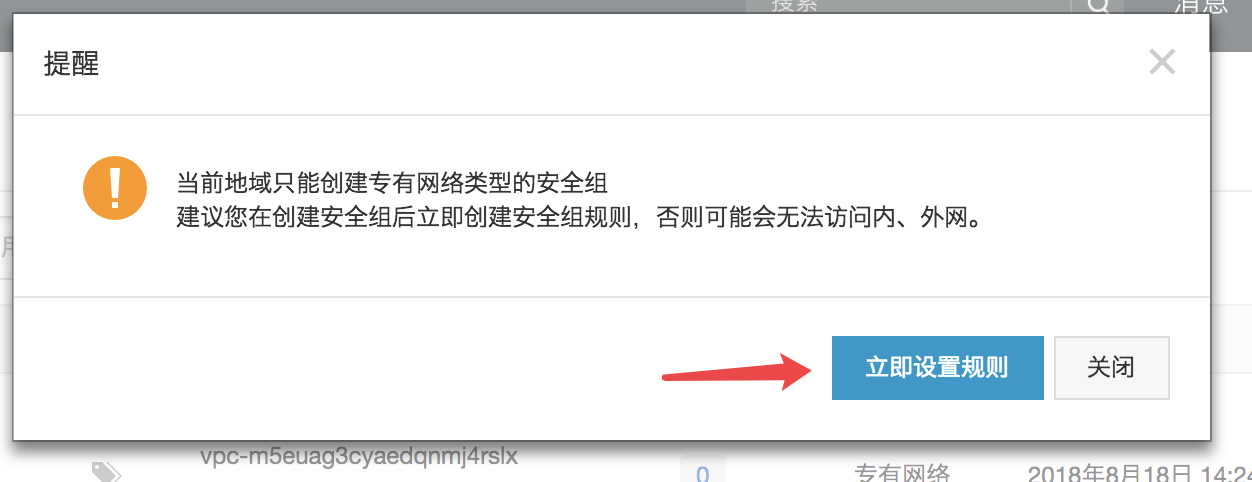 搜索
消息
提醒
当前地域只能创建专有网络类型的安全组
建议您在创建安全组后立即创建安全组规则，否则可能会无法访问内、外网。
立即设置规则
关闭
vpc-m5euag3cyaedqnmj4rslx
0
专有网络
2018年8月18日 14:24